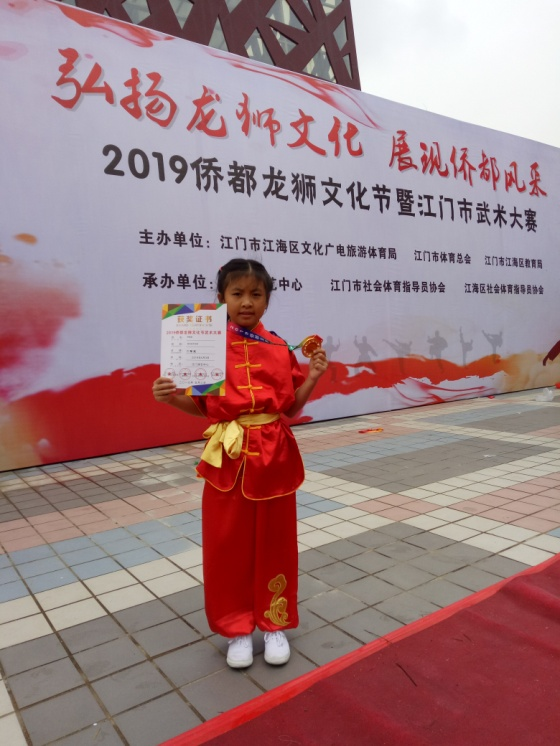 弘扬龙狮文化 展现侨都风采
2019侨都龙狮文化节暨江门市武术大赛
主办单位：江门市江海区文化广电旅游体育局 江门市体育总会 江门市江海区教育局
承办单位 中心 江门市社会体育指导员协会 江海区社会体育指导员协会
获奖证书